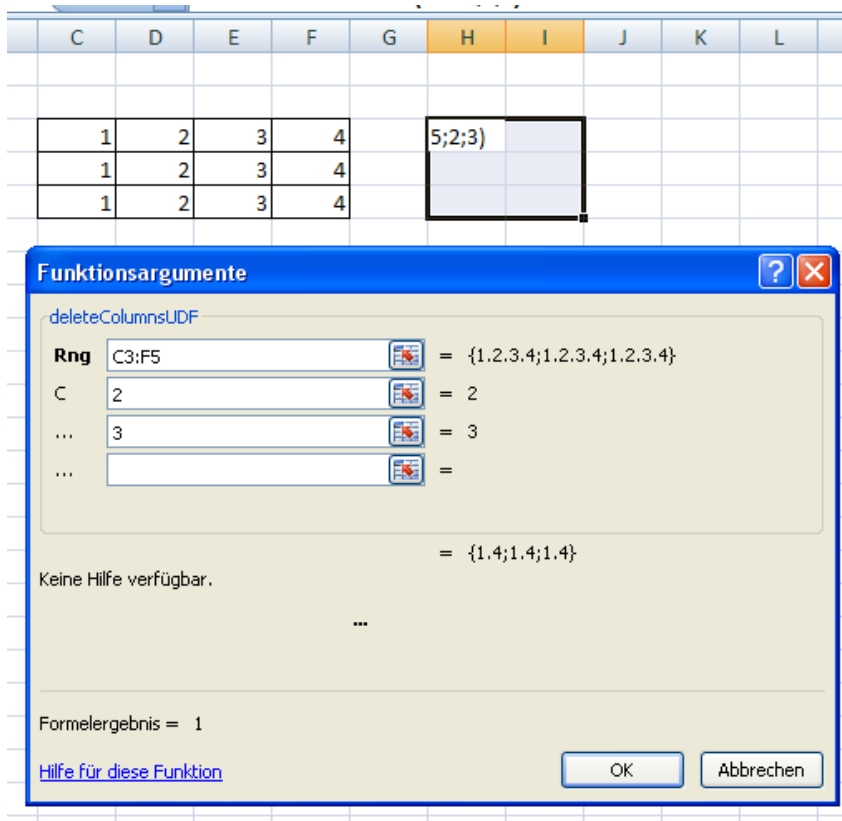 C D E F G H I J K L
1 2 3 4 5;2;3)
1 2 3 4
1 2 3 4
Funktionsargumente
deleteColumnsUDF
Rng C3:F5 = {1.2.3.4;1.2.3.4;1.2.3.4}
C 2 = 2
... 3 = 3
... =
= {1.4;1.4;1.4}
Keine Hilfe verfügbar.
...
Formelergebnis = 1
Hilfe für diese Funktion OK Abbrechen